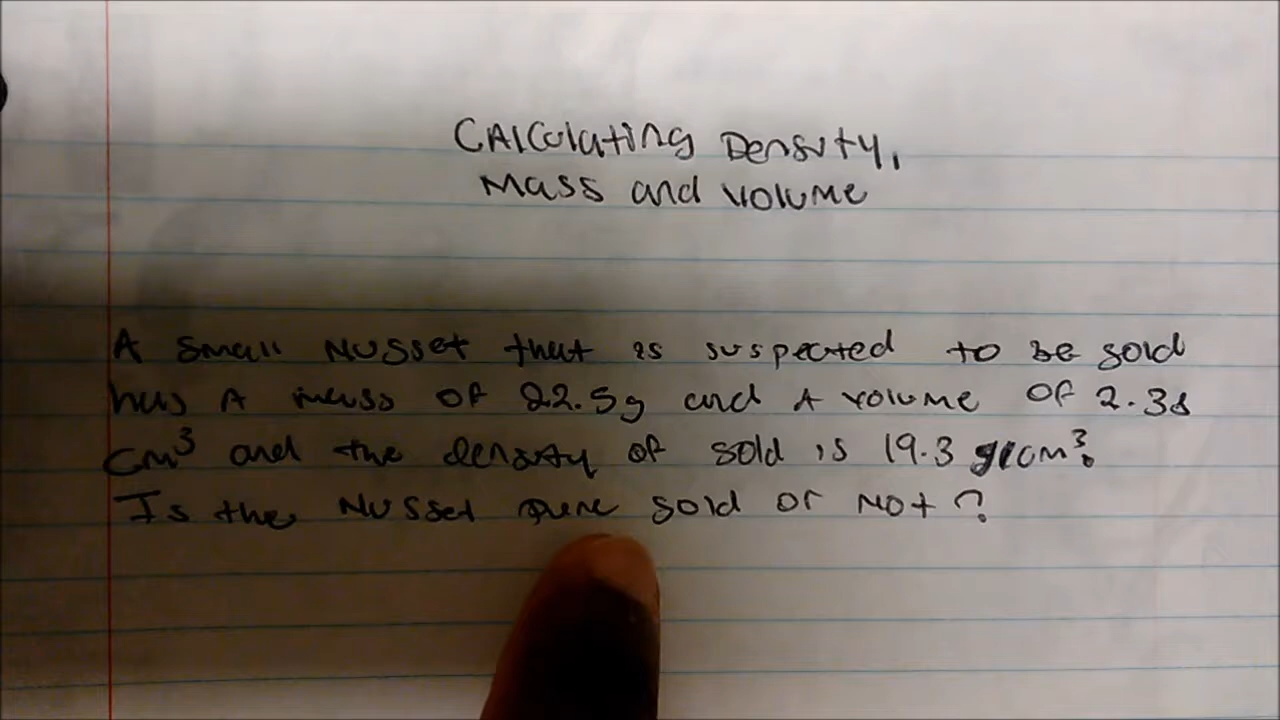 Calculating Density,
Mass and volume
A small nugget that is suspected to be gold
has A mass of 22.5g and A volume of 2.38
cm³ and the density of gold is 19.3 g/cm³.
Is the nugget pure gold or not?